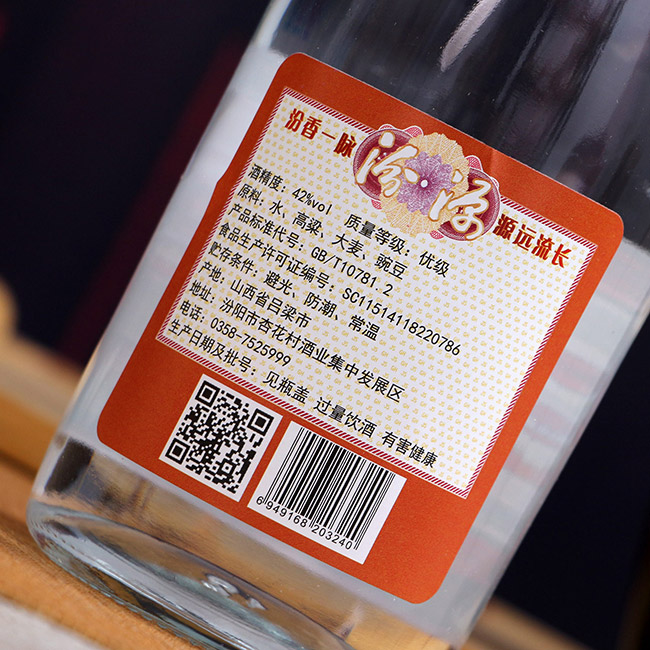 汾香一脉
汾源
源远流长
酒精度：42%vol 质量等级：优级
原料：水、高粱、大麦、豌豆
产品标准代号：GB/T10781.2
食品生产许可证编号：SC11514118220786
贮存条件：避光、防潮、常温
产地：山西省吕梁市
地址：汾阳市杏花村酒业集中发展区
电话：0358-7525999
生产日期及批号：见瓶盖 过量饮酒 有害健康
6 949168 203240